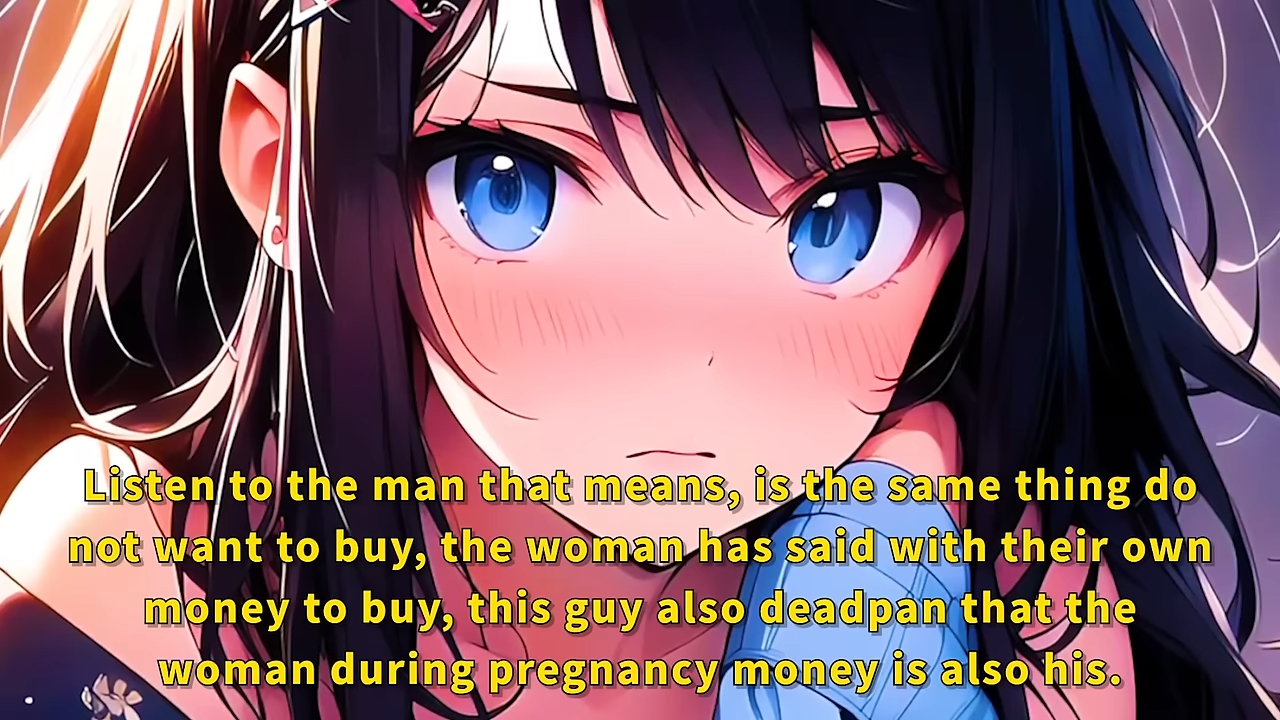 Listen to the man that means, is the same thing do
not want to buy, the woman has said with their own
money to buy, this guy also deadpan that the
woman during pregnancy money is also his.